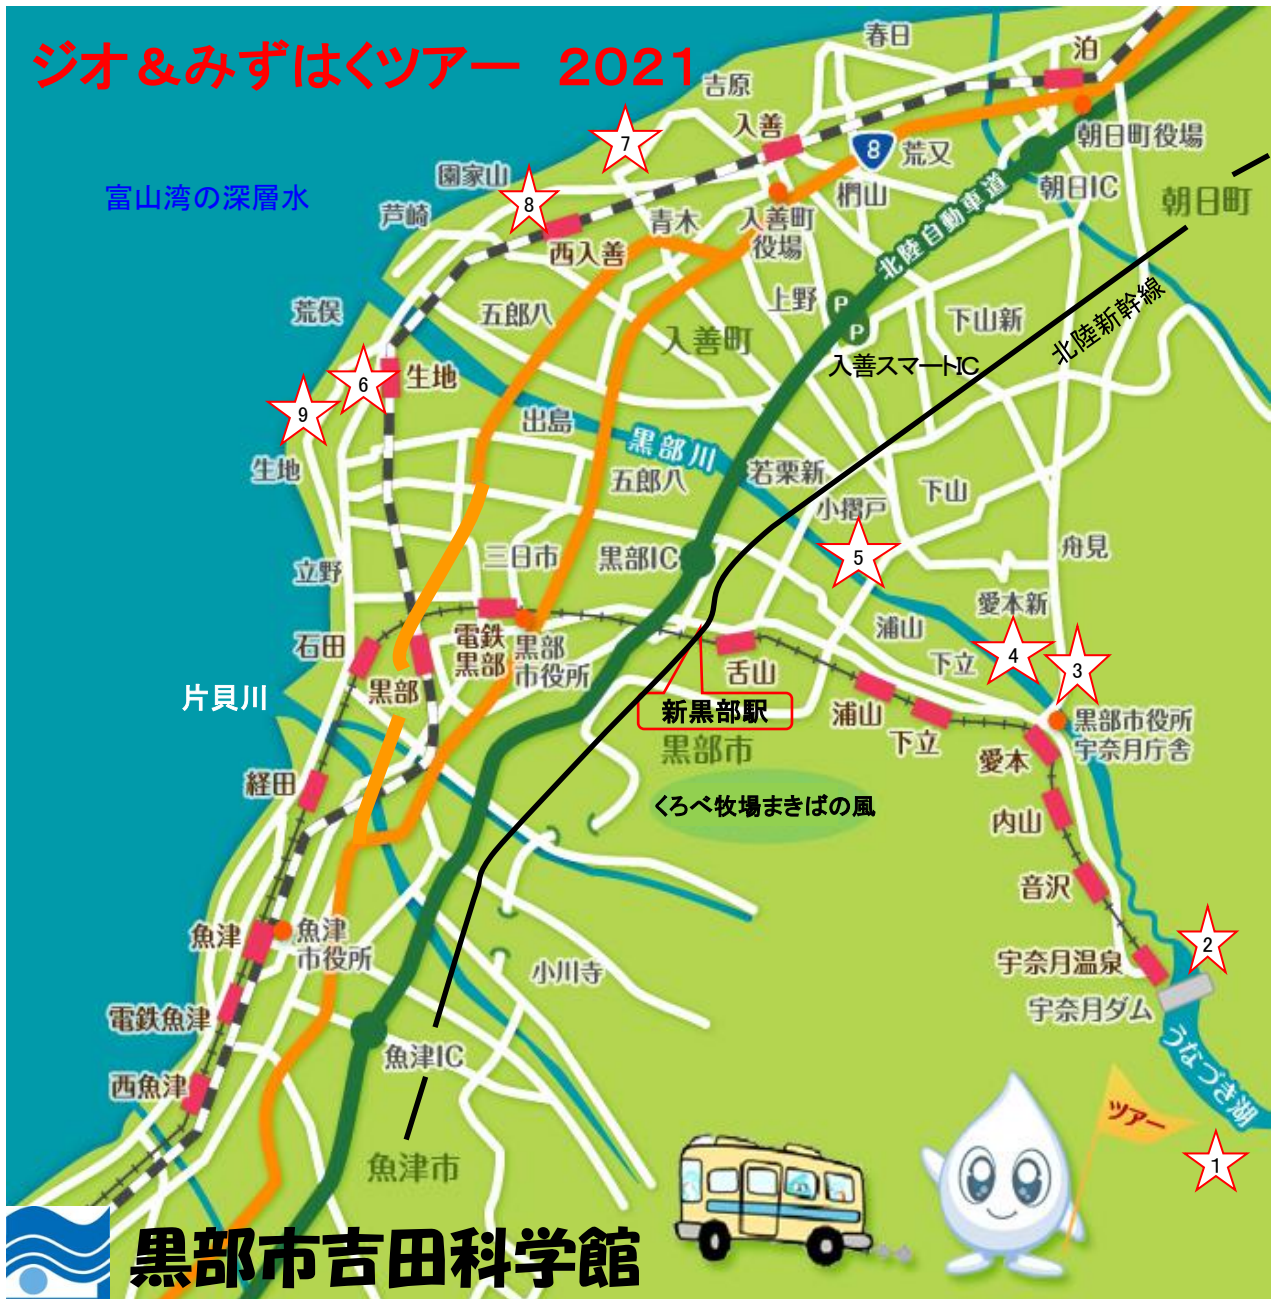 ジオ＆みずはくツアー　2021
富山湾の深層水
春日
泊
吉原
7
入善
8
荒又
朝日町役場
園家山
8
芦崎
青木
入善町
役場
椚山
朝日IC
朝日町
西入善
北陸自動車道
荒俣
五郎八
上野
P
P
下山新
北陸新幹線
入善町
入善スマートIC
6
生地
9
出島
黒部川
生地
五郎八
若栗新
下山
小摺戸
三日市
黒部IC
5
舟見
立野
愛本新
石田
電鉄
黒部
黒部
市役所
浦山
下立
4
3
片貝川
黒部
舌山
新黒部駅
浦山
下立
黒部市役所
宇奈月庁舎
黒部市
愛本
経田
くろべ牧場まきばの風
内山
音沢
魚津
魚津
市役所
小川寺
2
宇奈月温泉
電鉄魚津
宇奈月ダム
魚津IC
うなづき湖
西魚津
ツアー
魚津市
1
黒部市吉田科学館